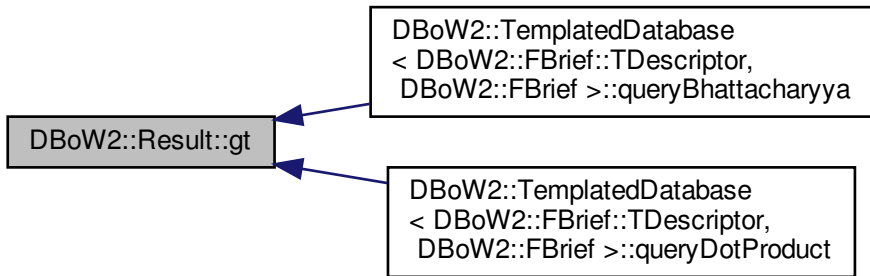 DBoW2::TemplatedDatabase
< DBoW2::FBrief::TDescriptor,
DBoW2::FBrief >::queryBhattacharyya
DBoW2::Result::gt
DBoW2::TemplatedDatabase
< DBoW2::FBrief::TDescriptor,
DBoW2::FBrief >::queryDotProduct